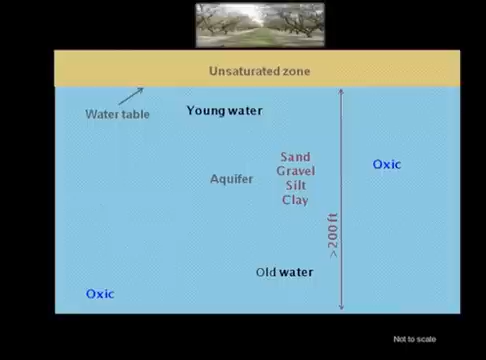 Unsaturated zone
Water table
Young water
Aquifer
Sand
Gravel
Silt
Clay
Oxic
>200 ft
Old water
Oxic
Not to scale